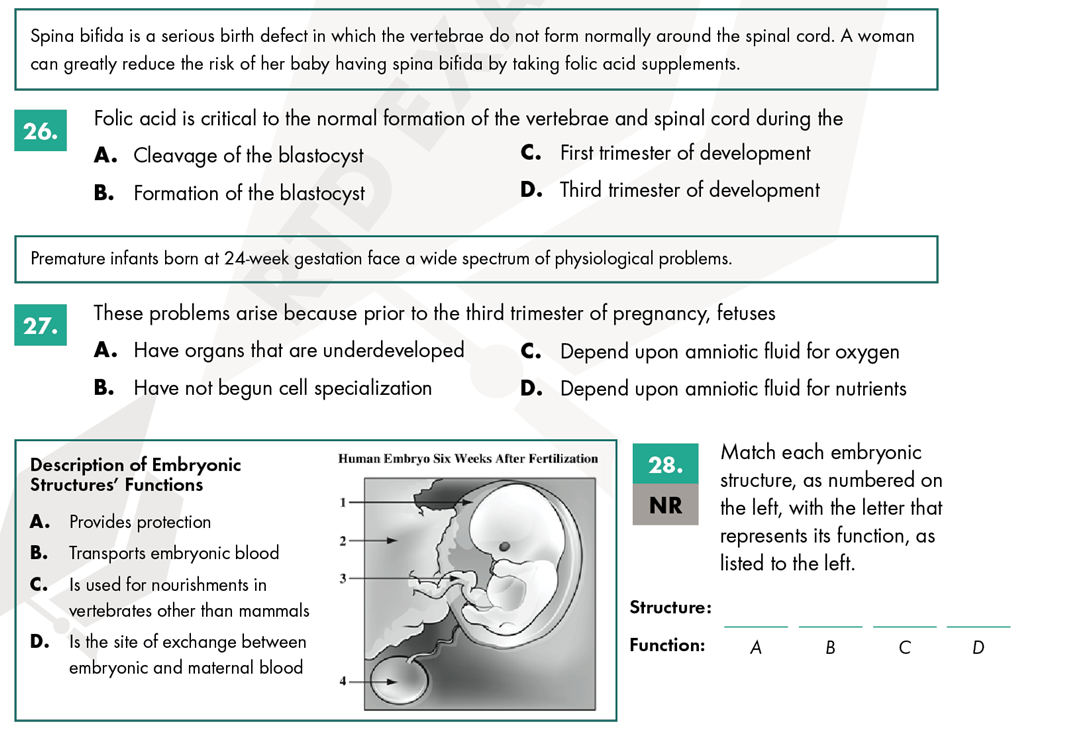 Spina bifida is a serious birth defect in which the vertebrae do not form normally around the spinal cord. A woman
can greatly reduce the risk of her baby having spina bifida by taking folic acid supplements.
26.
Folic acid is critical to the normal formation of the vertebrae and spinal cord during the
A. Cleavage of the blastocyst
B. Formation of the blastocyst
C. First trimester of development
D. Third trimester of development
Premature infants born at 24-week gestation face a wide spectrum of physiological problems.
27.
These problems arise because prior to the third trimester of pregnancy, fetuses
A. Have organs that are underdeveloped
B. Have not begun cell specialization
C. Depend upon amniotic fluid for oxygen
D. Depend upon amniotic fluid for nutrients
Description of Embryonic
Structures’ Functions
A. Provides protection
B. Transports embryonic blood
C. Is used for nourishments in
vertebrates other than mammals
D. Is the site of exchange between
embryonic and maternal blood
Human Embryo Six Weeks After Fertilization
1
2
3
4
28.
NR
Match each embryonic
structure, as numbered on
the left, with the letter that
represents its function, as
listed to the left.
Structure:
Function: A B C D
RTD EXA